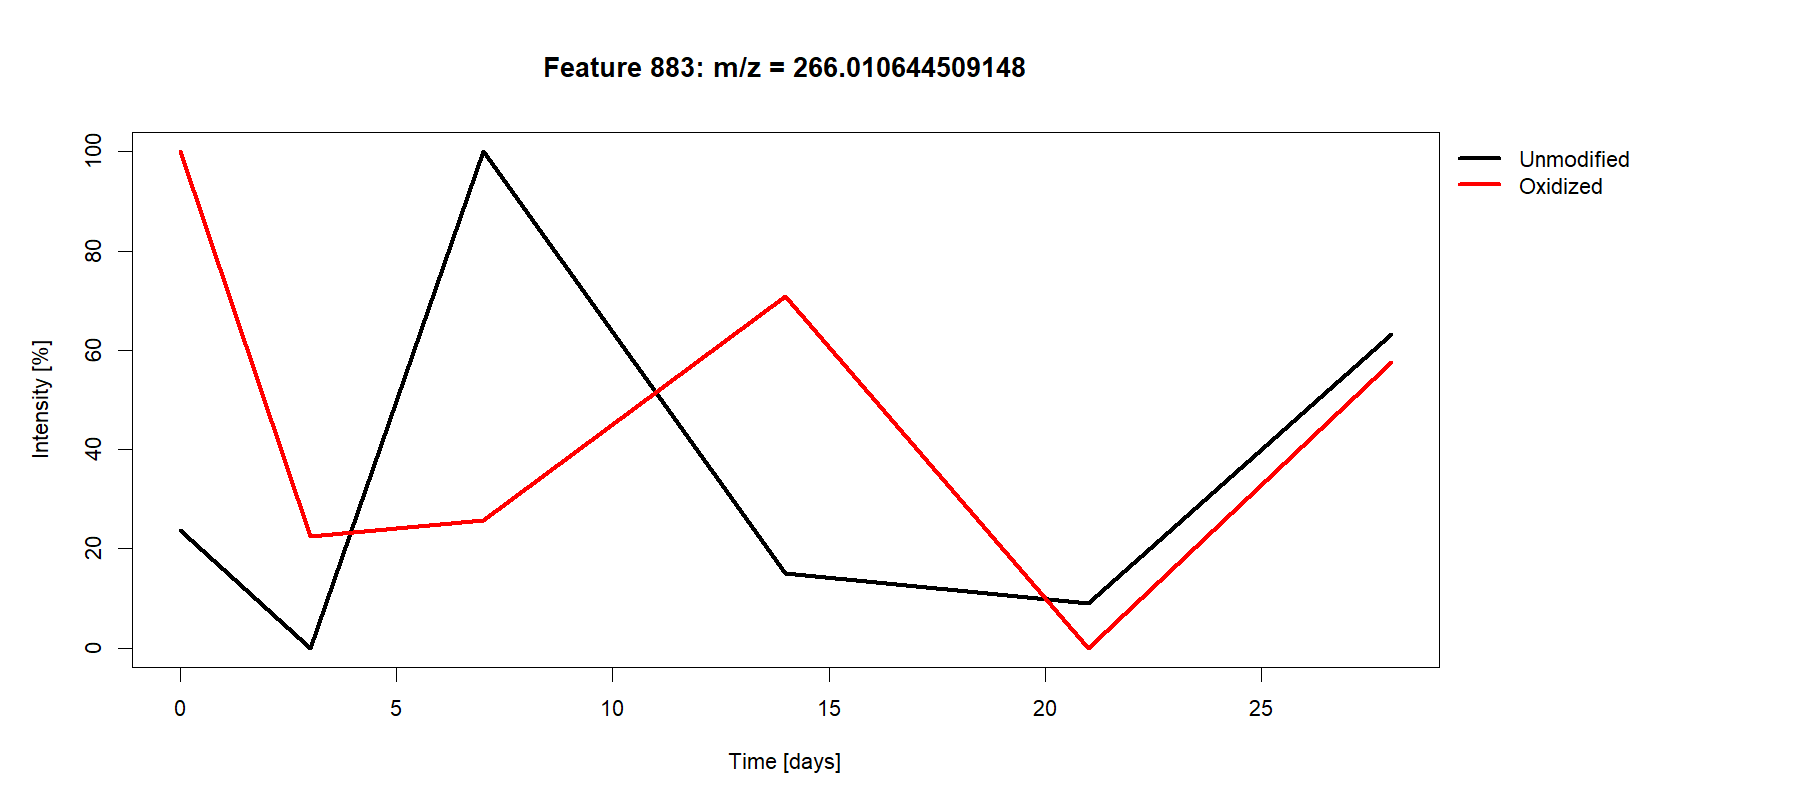 Feature 883: m/z = 266.010644509148
Unmodified
Oxidized
Intensity [%]
100
80
60
40
20
0
0 5 10 15 20 25
Time [days]